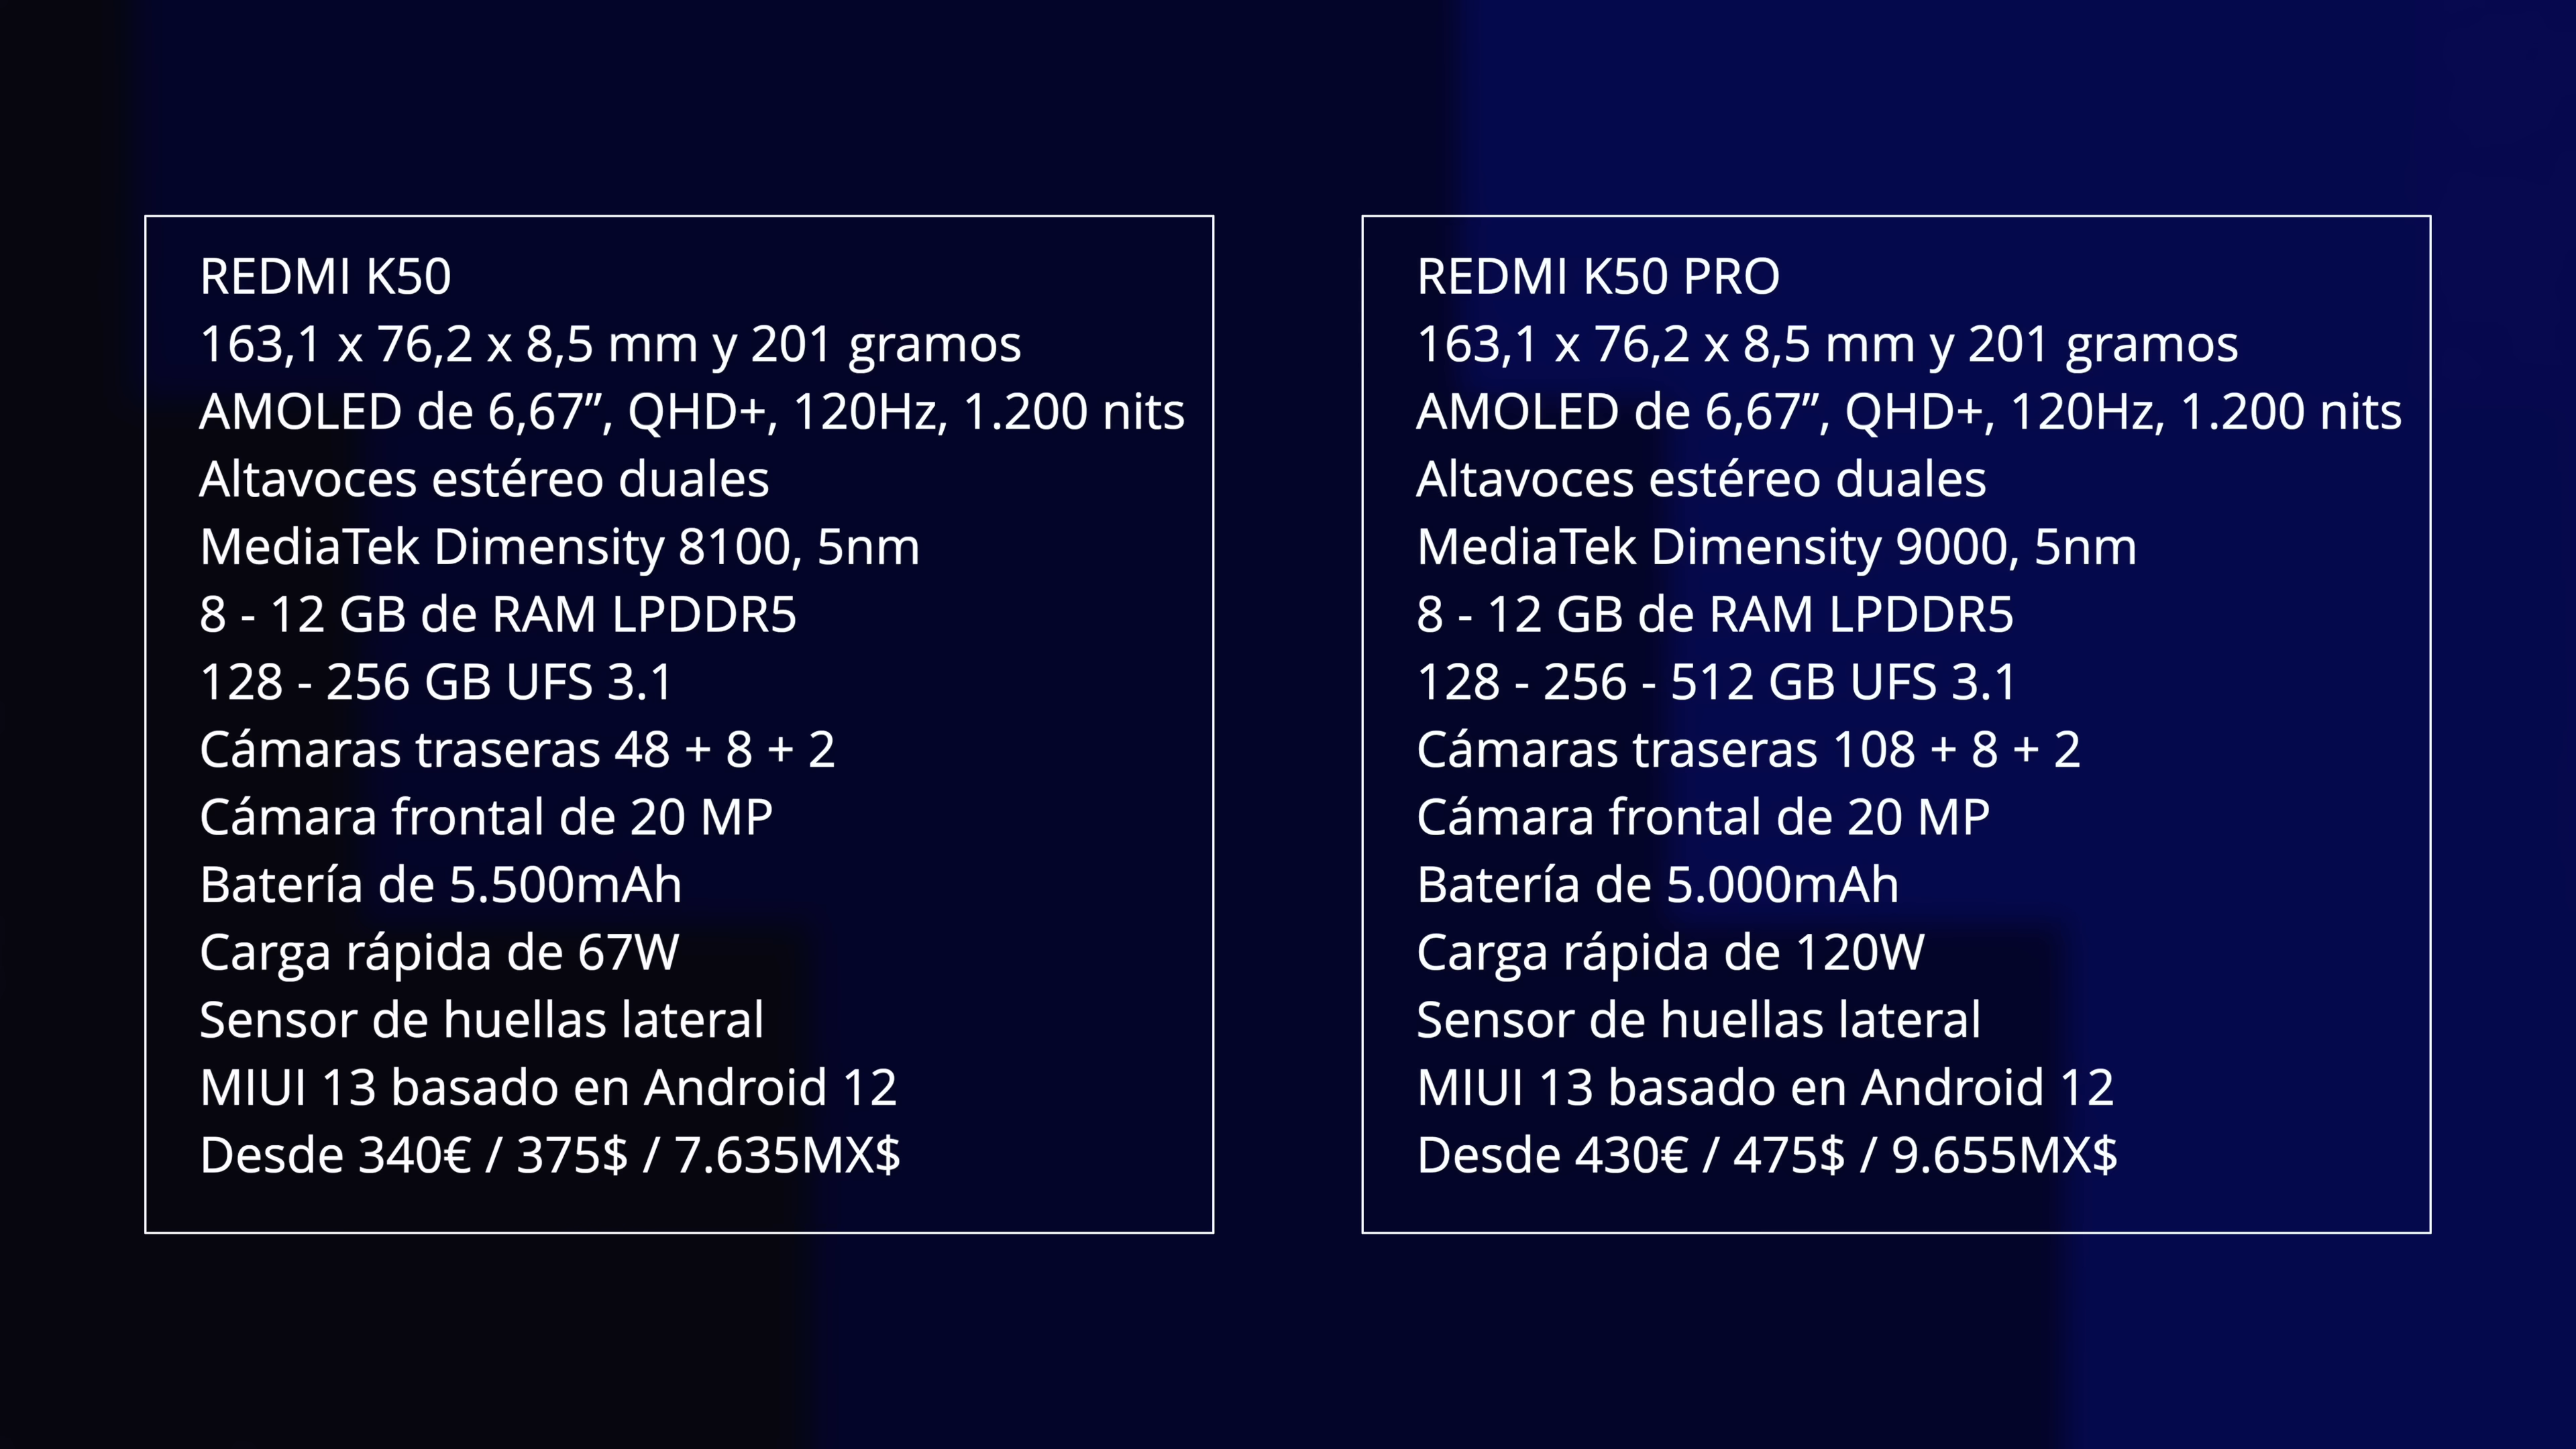 REDMI K50
163,1 x 76,2 x 8,5 mm y 201 gramos
AMOLED de 6,67”, QHD+, 120Hz, 1.200 nits
Altavoces estéreo duales
MediaTek Dimensity 8100, 5nm
8 - 12 GB de RAM LPDDR5
128 - 256 GB UFS 3.1
Cámaras traseras 48 + 8 + 2
Cámara frontal de 20 MP
Batería de 5.500mAh
Carga rápida de 67W
Sensor de huellas lateral
MIUI 13 basado en Android 12
Desde 340€ / 375$ / 7.635MX$
REDMI K50 PRO
163,1 x 76,2 x 8,5 mm y 201 gramos
AMOLED de 6,67”, QHD+, 120Hz, 1.200 nits
Altavoces estéreo duales
MediaTek Dimensity 9000, 5nm
8 - 12 GB de RAM LPDDR5
128 - 256 - 512 GB UFS 3.1
Cámaras traseras 108 + 8 + 2
Cámara frontal de 20 MP
Batería de 5.000mAh
Carga rápida de 120W
Sensor de huellas lateral
MIUI 13 basado en Android 12
Desde 430€ / 475$ / 9.655MX$